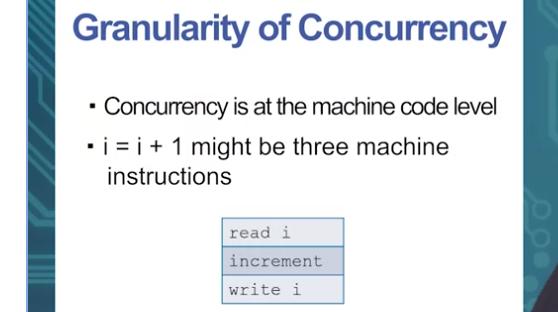 Granularity of Concurrency
▪ Concurrency is at the machine code level
▪ i = i + 1 might be three machine
instructions
read i
increment
write i